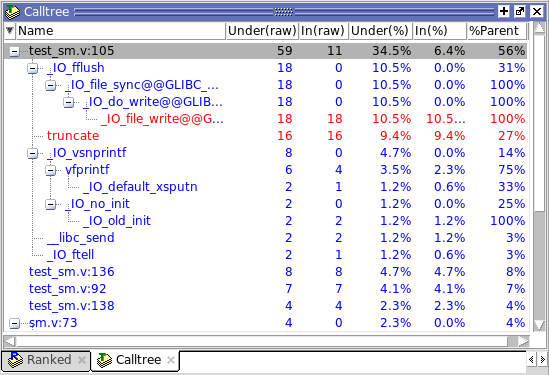 Calltree
Name Under(raw) In(raw) Under(%) In(%) %Parent
test_sm.v:105 59 11 34.5% 6.4% 56%
_IO_fflush 18 0 10.5% 0.0% 31%
_IO_file_sync@@GLIBC_... 18 0 10.5% 0.0% 100%
_IO_do_write@@GLIB... 18 0 10.5% 0.0% 100%
_IO_file_write@@G... 18 18 10.5% 10.5... 100%
truncate 16 16 9.4% 9.4% 27%
_IO_vsnprintf 8 0 4.7% 0.0% 14%
vfprintf 6 4 3.5% 2.3% 75%
_IO_default_xsputn 2 1 1.2% 0.6% 33%
_IO_no_init 2 0 1.2% 0.0% 25%
_IO_old_init 2 2 1.2% 1.2% 100%
__libc_send 2 2 1.2% 1.2% 3%
_IO_ftell 2 1 1.2% 0.6% 3%
test_sm.v:136 8 8 4.7% 4.7% 8%
test_sm.v:92 7 7 4.1% 4.1% 7%
test_sm.v:138 4 4 2.3% 2.3% 4%
sm.v:73 4 0 2.3% 0.0% 4%
Ranked Calltree